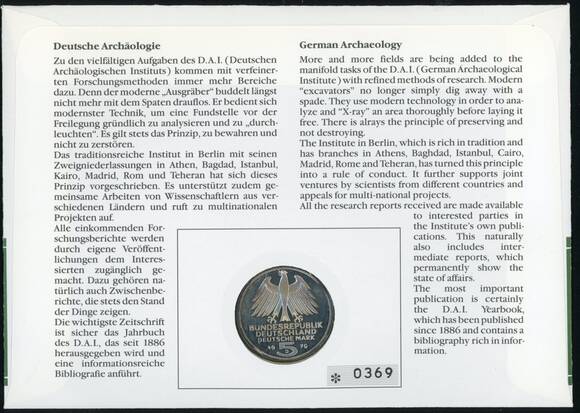 Deutsche Archäologie
Zu den vielfältigen Aufgaben des D.A.I. (Deutschen
Archäologischen Instituts) kommen mit verfeiner-
ten Forschungsmethoden immer mehr Bereiche
dazu. Denn der moderne „Ausgräber" buddelt längst
nicht mehr mit dem Spaten drauflos. Er bedient sich
modernster Technik, um eine Fundstelle vor der
Freilegung gründlich zu analysieren und zu „durch-
leuchten". Es gilt stets das Prinzip, zu bewahren und
nicht zu zerstören.
Das traditionsreiche Institut in Berlin mit seinen
Zweigniederlassungen in Athen, Bagdad, Istanbul,
Kairo, Madrid, Rom und Teheran hat sich dieses
Prinzip vorgeschrieben. Es unterstützt zudem ge-
meinsame Arbeiten von Wissenschaftlern aus ver-
schiedenen Ländern und ruft zu multinationalen
Projekten auf.
Alle einkommenden For-
schungsberichte werden
durch eigene Veröffent-
lichungen dem Interes-
sierten zugänglich ge-
macht. Dazu gehören na-
türlich auch Zwischenbe-
richte, die stets den Stand
der Dinge zeigen.
Die wichtigste Zeitschrift
ist sicher das Jahrbuch
des D.A.I., das seit 1886
herausgegeben wird und
eine informationsreiche
Bibliografie anführt.
German Archaeology
More and more fields are being added to the
manifold tasks of the D.A.I. (German Archaeological
Institute) with refined methods of research. Modern
"excavators" no longer simply dig away with a
spade. They use modern technology in order to ana-
lyze and "X-ray" an area thoroughly before laying it
free. There is alrays the principle of preserving and
not destroying.
The Institute in Berlin, which is rich in tradition and
has branches in Athens, Baghdad, Istanbul, Cairo,
Madrid, Rome and Teheran, has turned this principle
into a rule of conduct. It further supports joint
ventures by scientists from different countries and
appeals for multi-national projects.
All the research reports received are made available
to interested parties in
the Institute's own publi-
cations. This naturally
also includes inter-
mediate reports, which
permanently show the
state of affairs.
The most important
publication is certainly
the D.A.I. Yearbook,
which has been published
since 1886 and contains a
bibliography rich in infor-
mation.
BUNDESREPUBLIK
DEUTSCHLAND
DEUTSCHE MARK
1979
5
* 0369